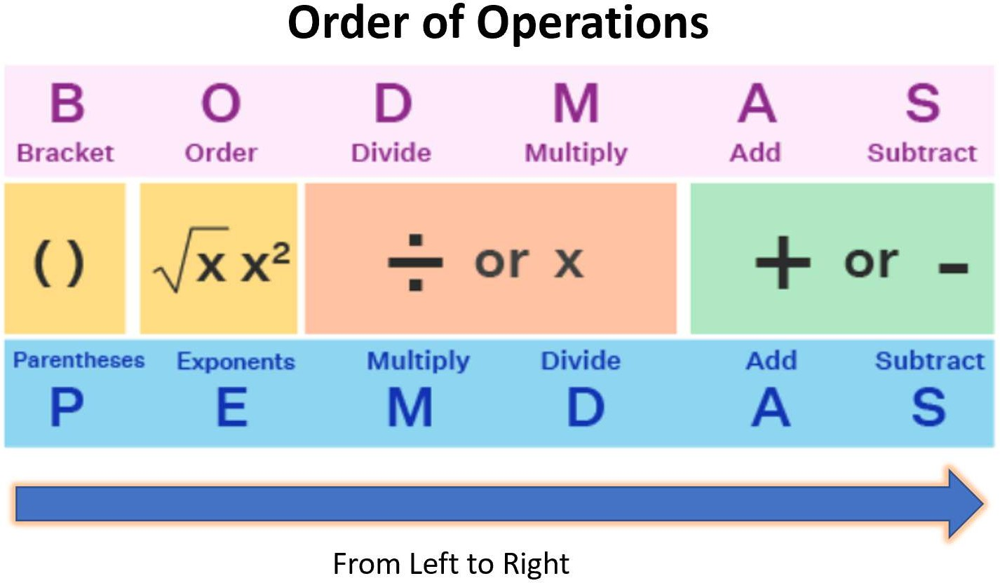 Order of Operations
B O D M A S
Bracket Order Divide Multiply Add Subtract
( ) √x x² ÷ or x + or -
Parentheses Exponents Multiply Divide Add Subtract
P E M D A S
From Left to Right